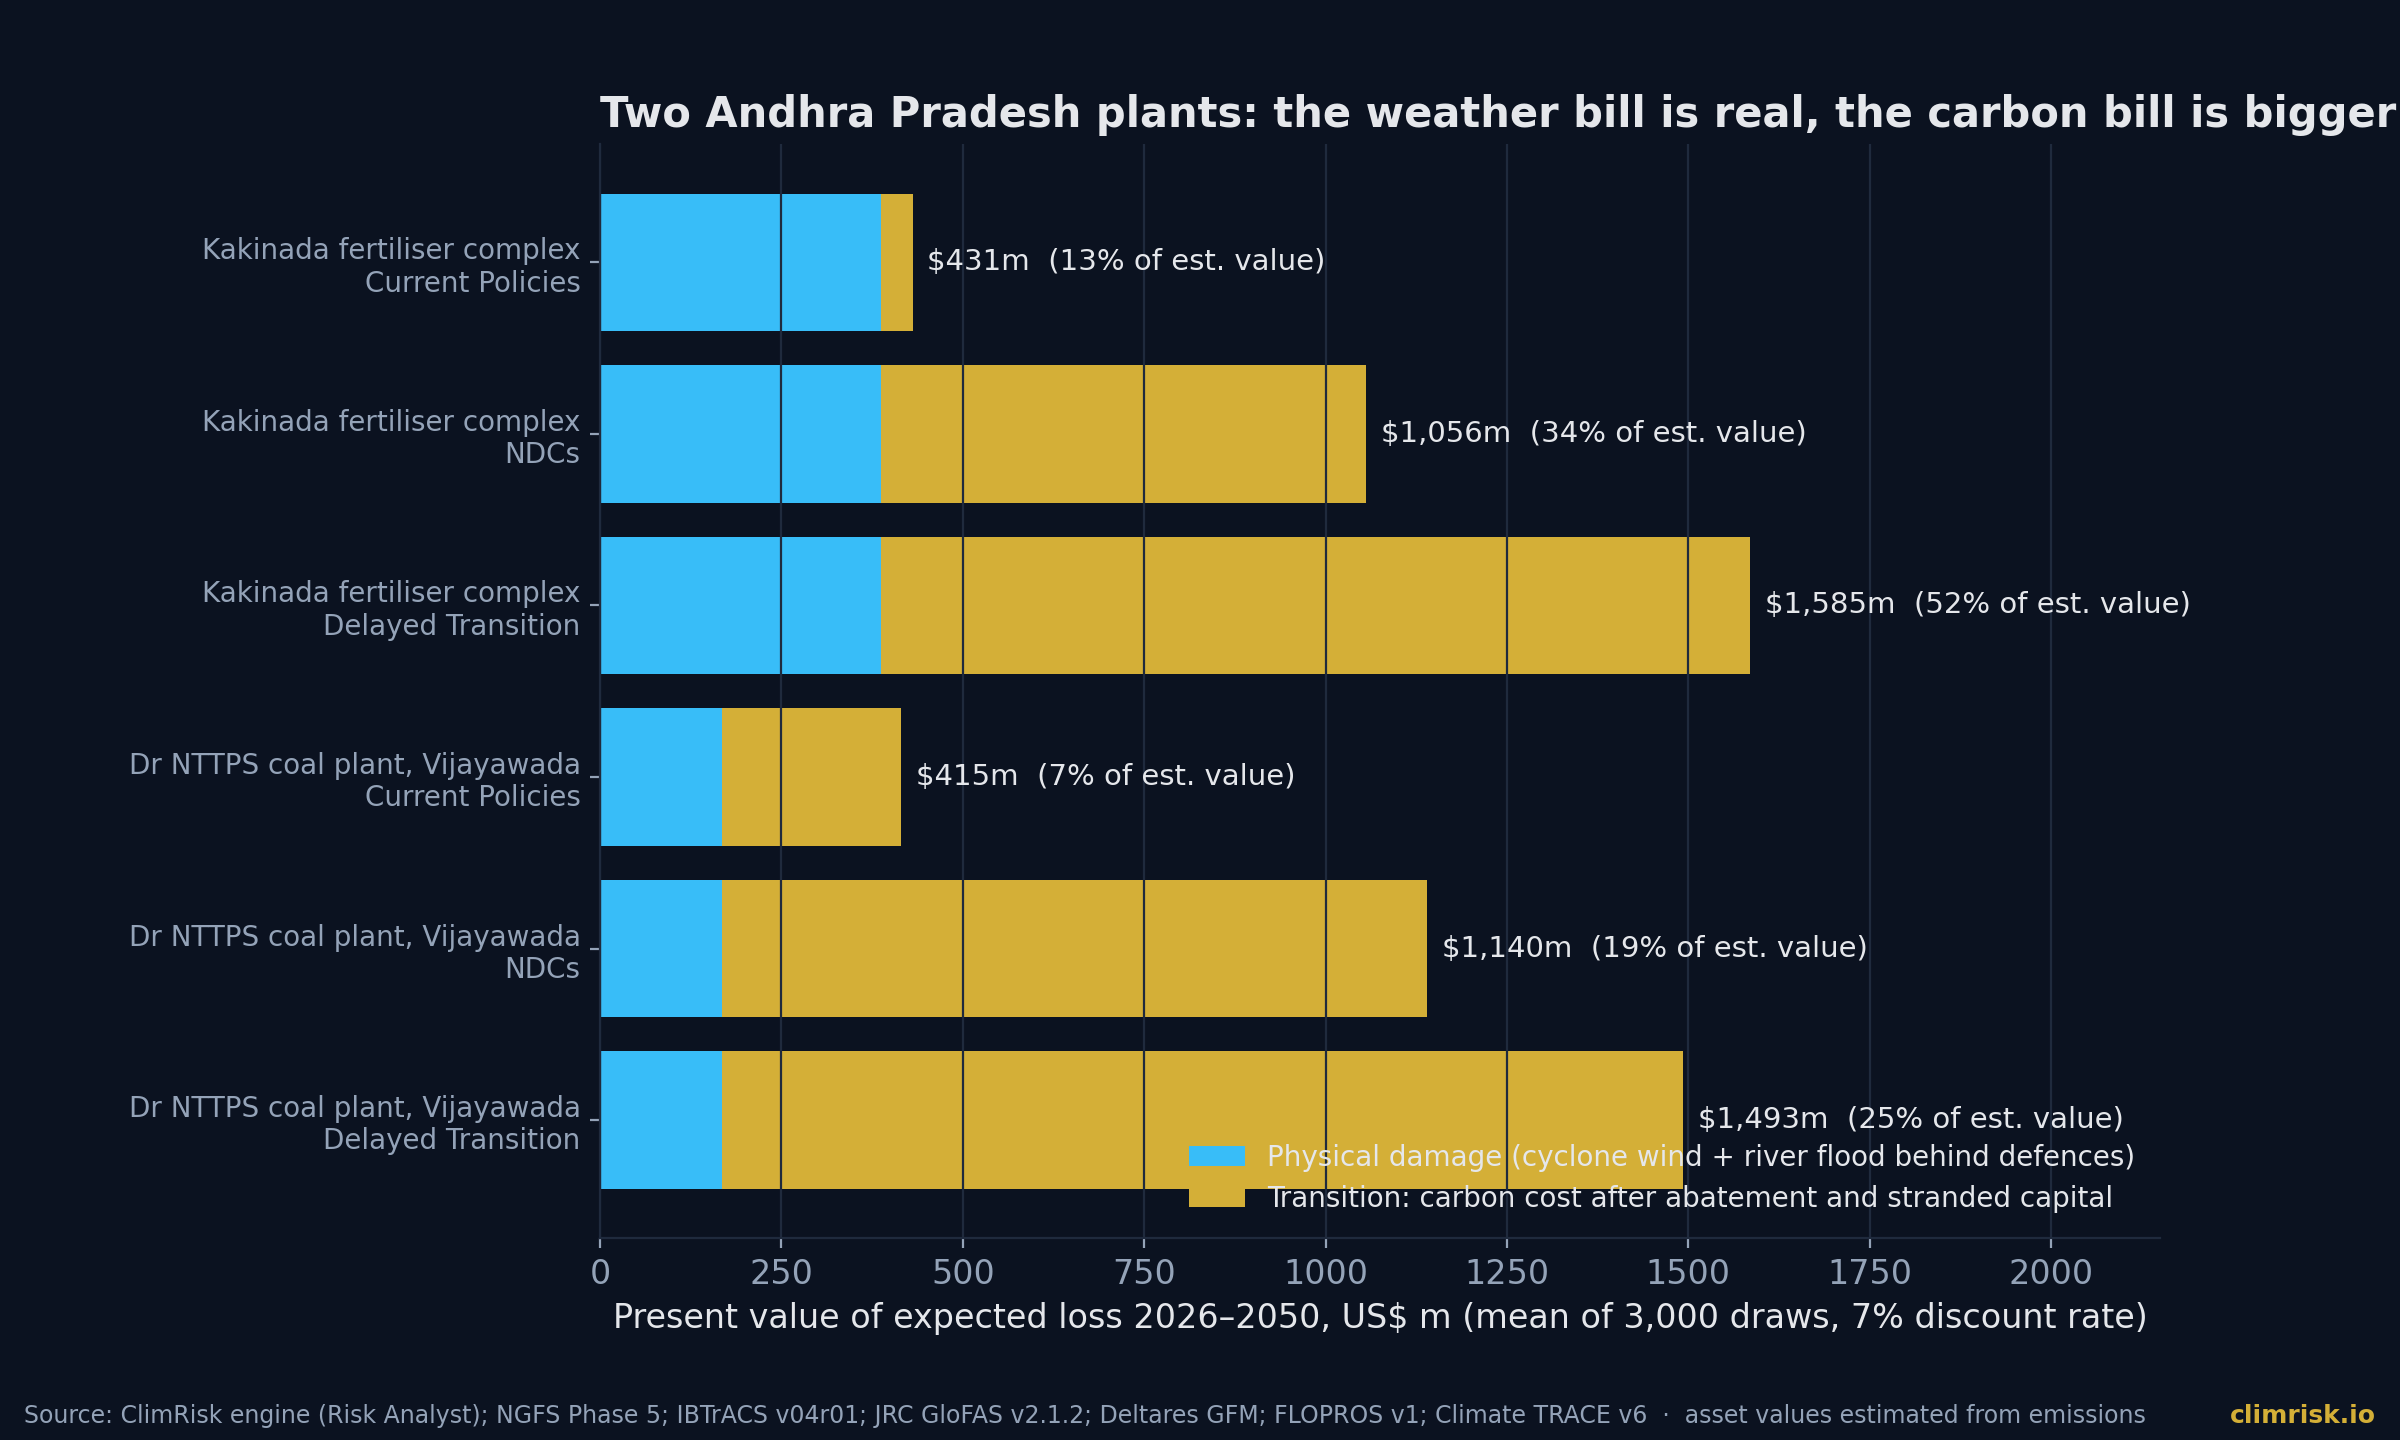 Two Andhra Pradesh plants: the weather bill is real, the carbon bill is bigger
Kakinada fertiliser complex
Current Policies
$431m (13% of est. value)
Kakinada fertiliser complex
NDCs
$1,056m (34% of est. value)
Kakinada fertiliser complex
Delayed Transition
$1,585m (52% of est. value)
Dr NTTPS coal plant, Vijayawada
Current Policies
$415m (7% of est. value)
Dr NTTPS coal plant, Vijayawada
NDCs
$1,140m (19% of est. value)
Dr NTTPS coal plant, Vijayawada
Delayed Transition
$1,493m (25% of est. value)
Physical damage (cyclone wind + river flood behind defences)
Transition: carbon cost after abatement and stranded capital
0 250 500 750 1000 1250 1500 1750 2000
Present value of expected loss 2026–2050, US$ m (mean of 3,000 draws, 7% discount rate)
Source: ClimRisk engine (Risk Analyst); NGFS Phase 5; IBTrACS v04r01; JRC GloFAS v2.1.2; Deltares GFM; FLOPROS v1; Climate TRACE v6 · asset values estimated from emissions
climrisk.io